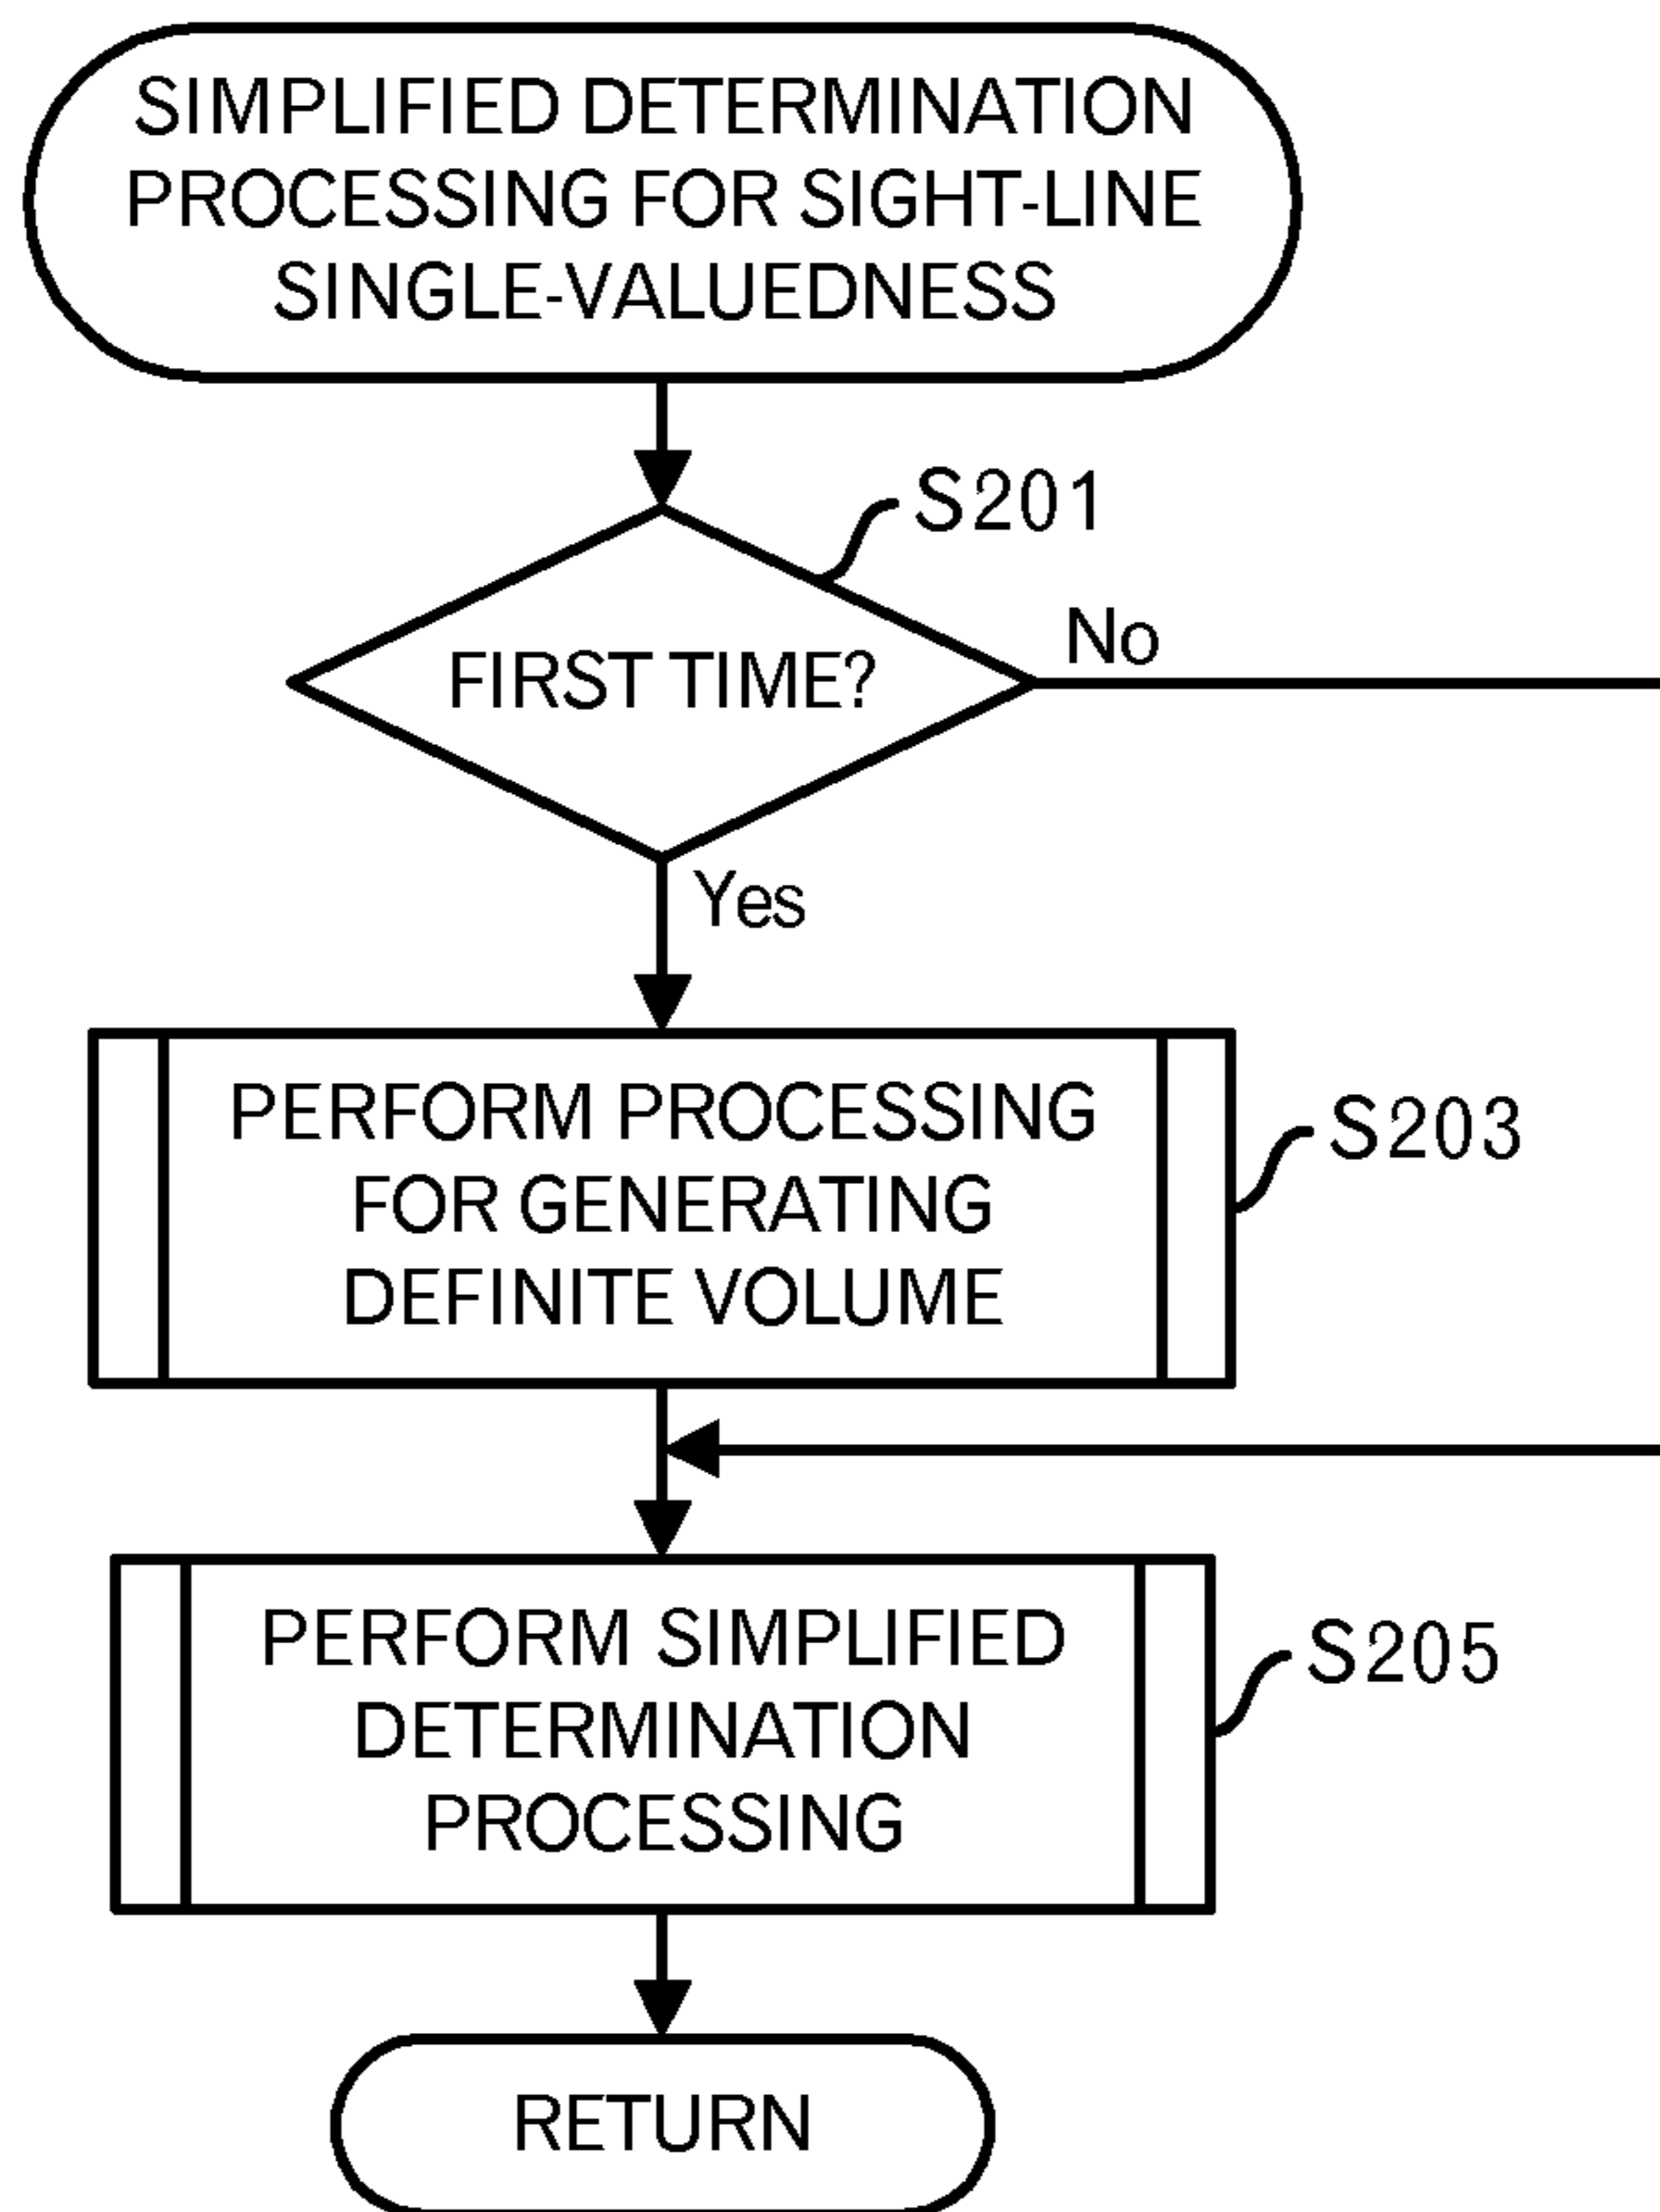 SIMPLIFIED DETERMINATION
PROCESSING FOR SIGHT-LINE
SINGLE-VALUEDNESS
S201
FIRST TIME?
No
Yes
PERFORM PROCESSING
FOR GENERATING
DEFINITE VOLUME
S203
PERFORM SIMPLIFIED
DETERMINATION
PROCESSING
S205
RETURN